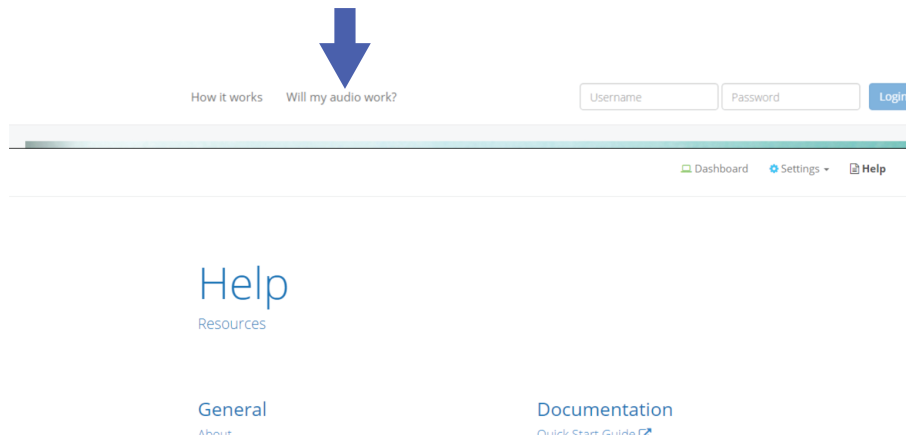 How it works Will my audio work? Username Password Login
Dashboard Settings Help
Help
Resources
General Documentation
About Quick Start Guide